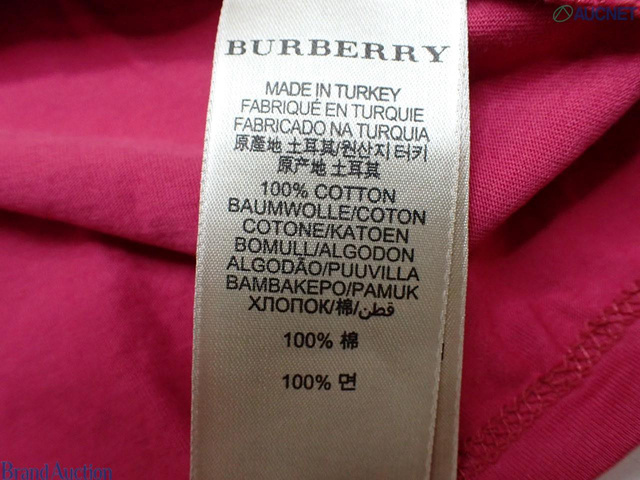 AUCNET
BURBERRY
MADE IN TURKEY
FABRIQUÉ EN TURQUIE
FABRICADO NA TURQUIA
原產地 土耳其/원산지 터키
原产地 土耳其
100% COTTON
BAUMWOLLE/COTON
COTONE/KATOEN
BOMULL/ALGODON
ALGODÃO/PUUVILLA
BAMBAKEPO/PAMUK
ХЛОПОК/棉/قطن
100% 棉
100% 면
Brand Auction